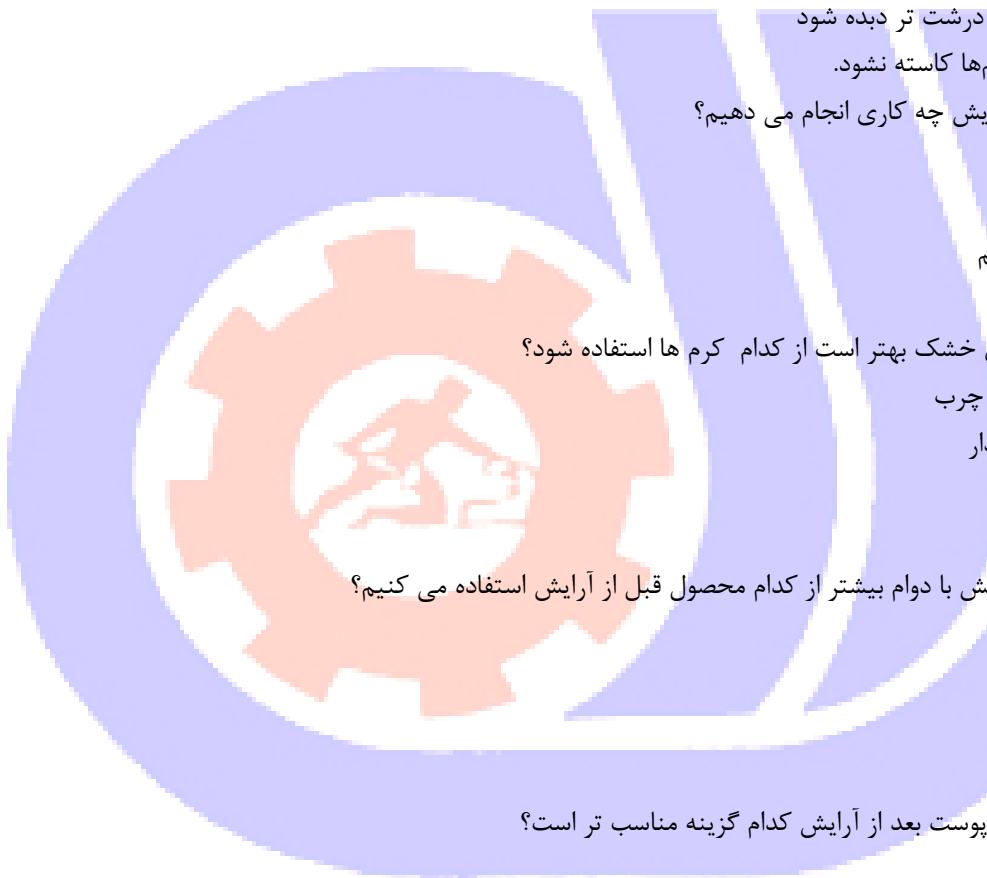 درشت تر دبده شود
م‌ها کاسته نشود.
یش چه کاری انجام می دهیم؟
م
خشک بهتر است از کدام کرم ها استفاده شود؟
چرب
دار
ش با دوام بیشتر از کدام محصول قبل از آرایش استفاده می کنیم؟
پوست بعد از آرایش کدام گزینه مناسب تر است؟